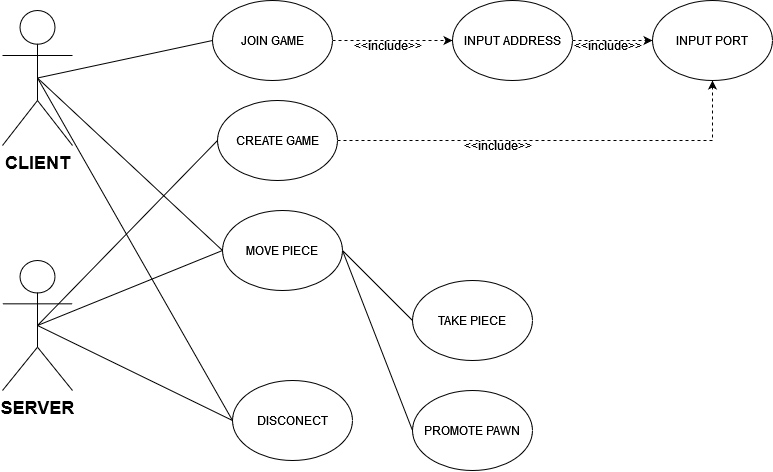 JOIN GAME
<<include>>
INPUT ADDRESS
<<include>>
INPUT PORT
CREATE GAME
<<include>>
CLIENT
MOVE PIECE
TAKE PIECE
SERVER
DISCONECT
PROMOTE PAWN